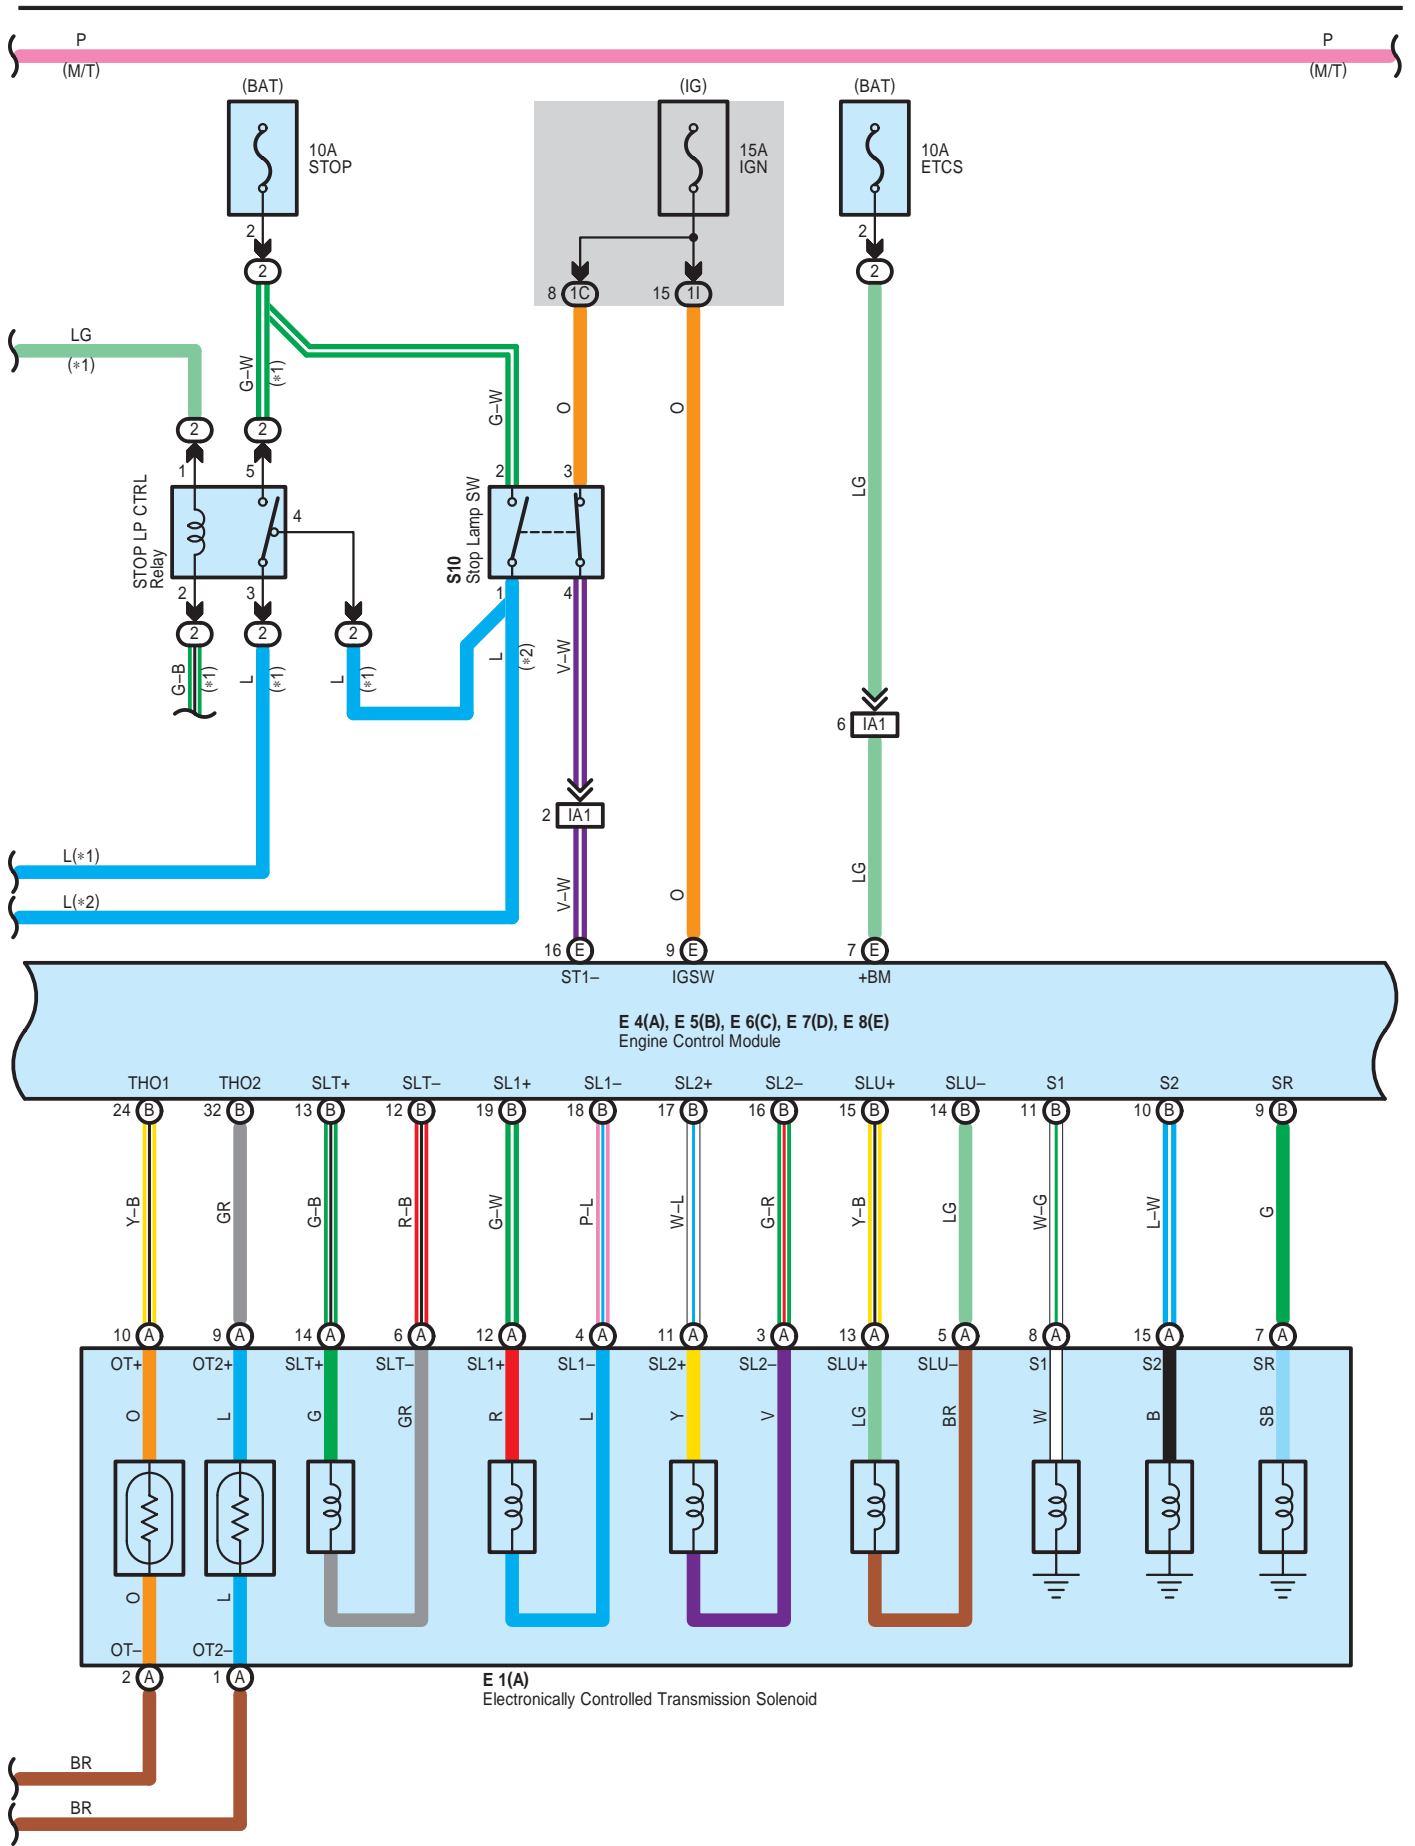 P P
(M/T) (M/T)
(BAT) (IG) (BAT)
10A 15A 10A
STOP IGN ETCS
2 2
2 8 1C 15 1I 2
LG
(*1)
G–W (*1) G–W O O LG
2 2
1 5 2 3
STOP LP CTRL
Relay
4
S10
Stop Lamp SW
2 3 1 4
2 2 2
G–B (*1) L (*1) L (*1) L (*2) V–W
6 IA1
2 IA1
L(*1)
L(*2)
V–W O LG
16 E 9 E 7 E
ST1– IGSW +BM
E 4(A), E 5(B), E 6(C), E 7(D), E 8(E)
Engine Control Module
THO1 THO2 SLT+ SLT– SL1+ SL1– SL2+ SL2– SLU+ SLU– S1 S2 SR
24 B 32 B 13 B 12 B 19 B 18 B 17 B 16 B 15 B 14 B 11 B 10 B 9 B
Y–B GR G–B R–B G–W P–L W–L G–R Y–B LG W–G L–W G
10 A 9 A 14 A 6 A 12 A 4 A 11 A 3 A 13 A 5 A 8 A 15 A 7 A
OT+ OT2+ SLT+ SLT– SL1+ SL1– SL2+ SL2– SLU+ SLU– S1 S2 SR
O L G GR R L Y V LG BR W B SB
O L
OT– OT2–
2 A 1 A
E 1(A)
Electronically Controlled Transmission Solenoid
BR
BR